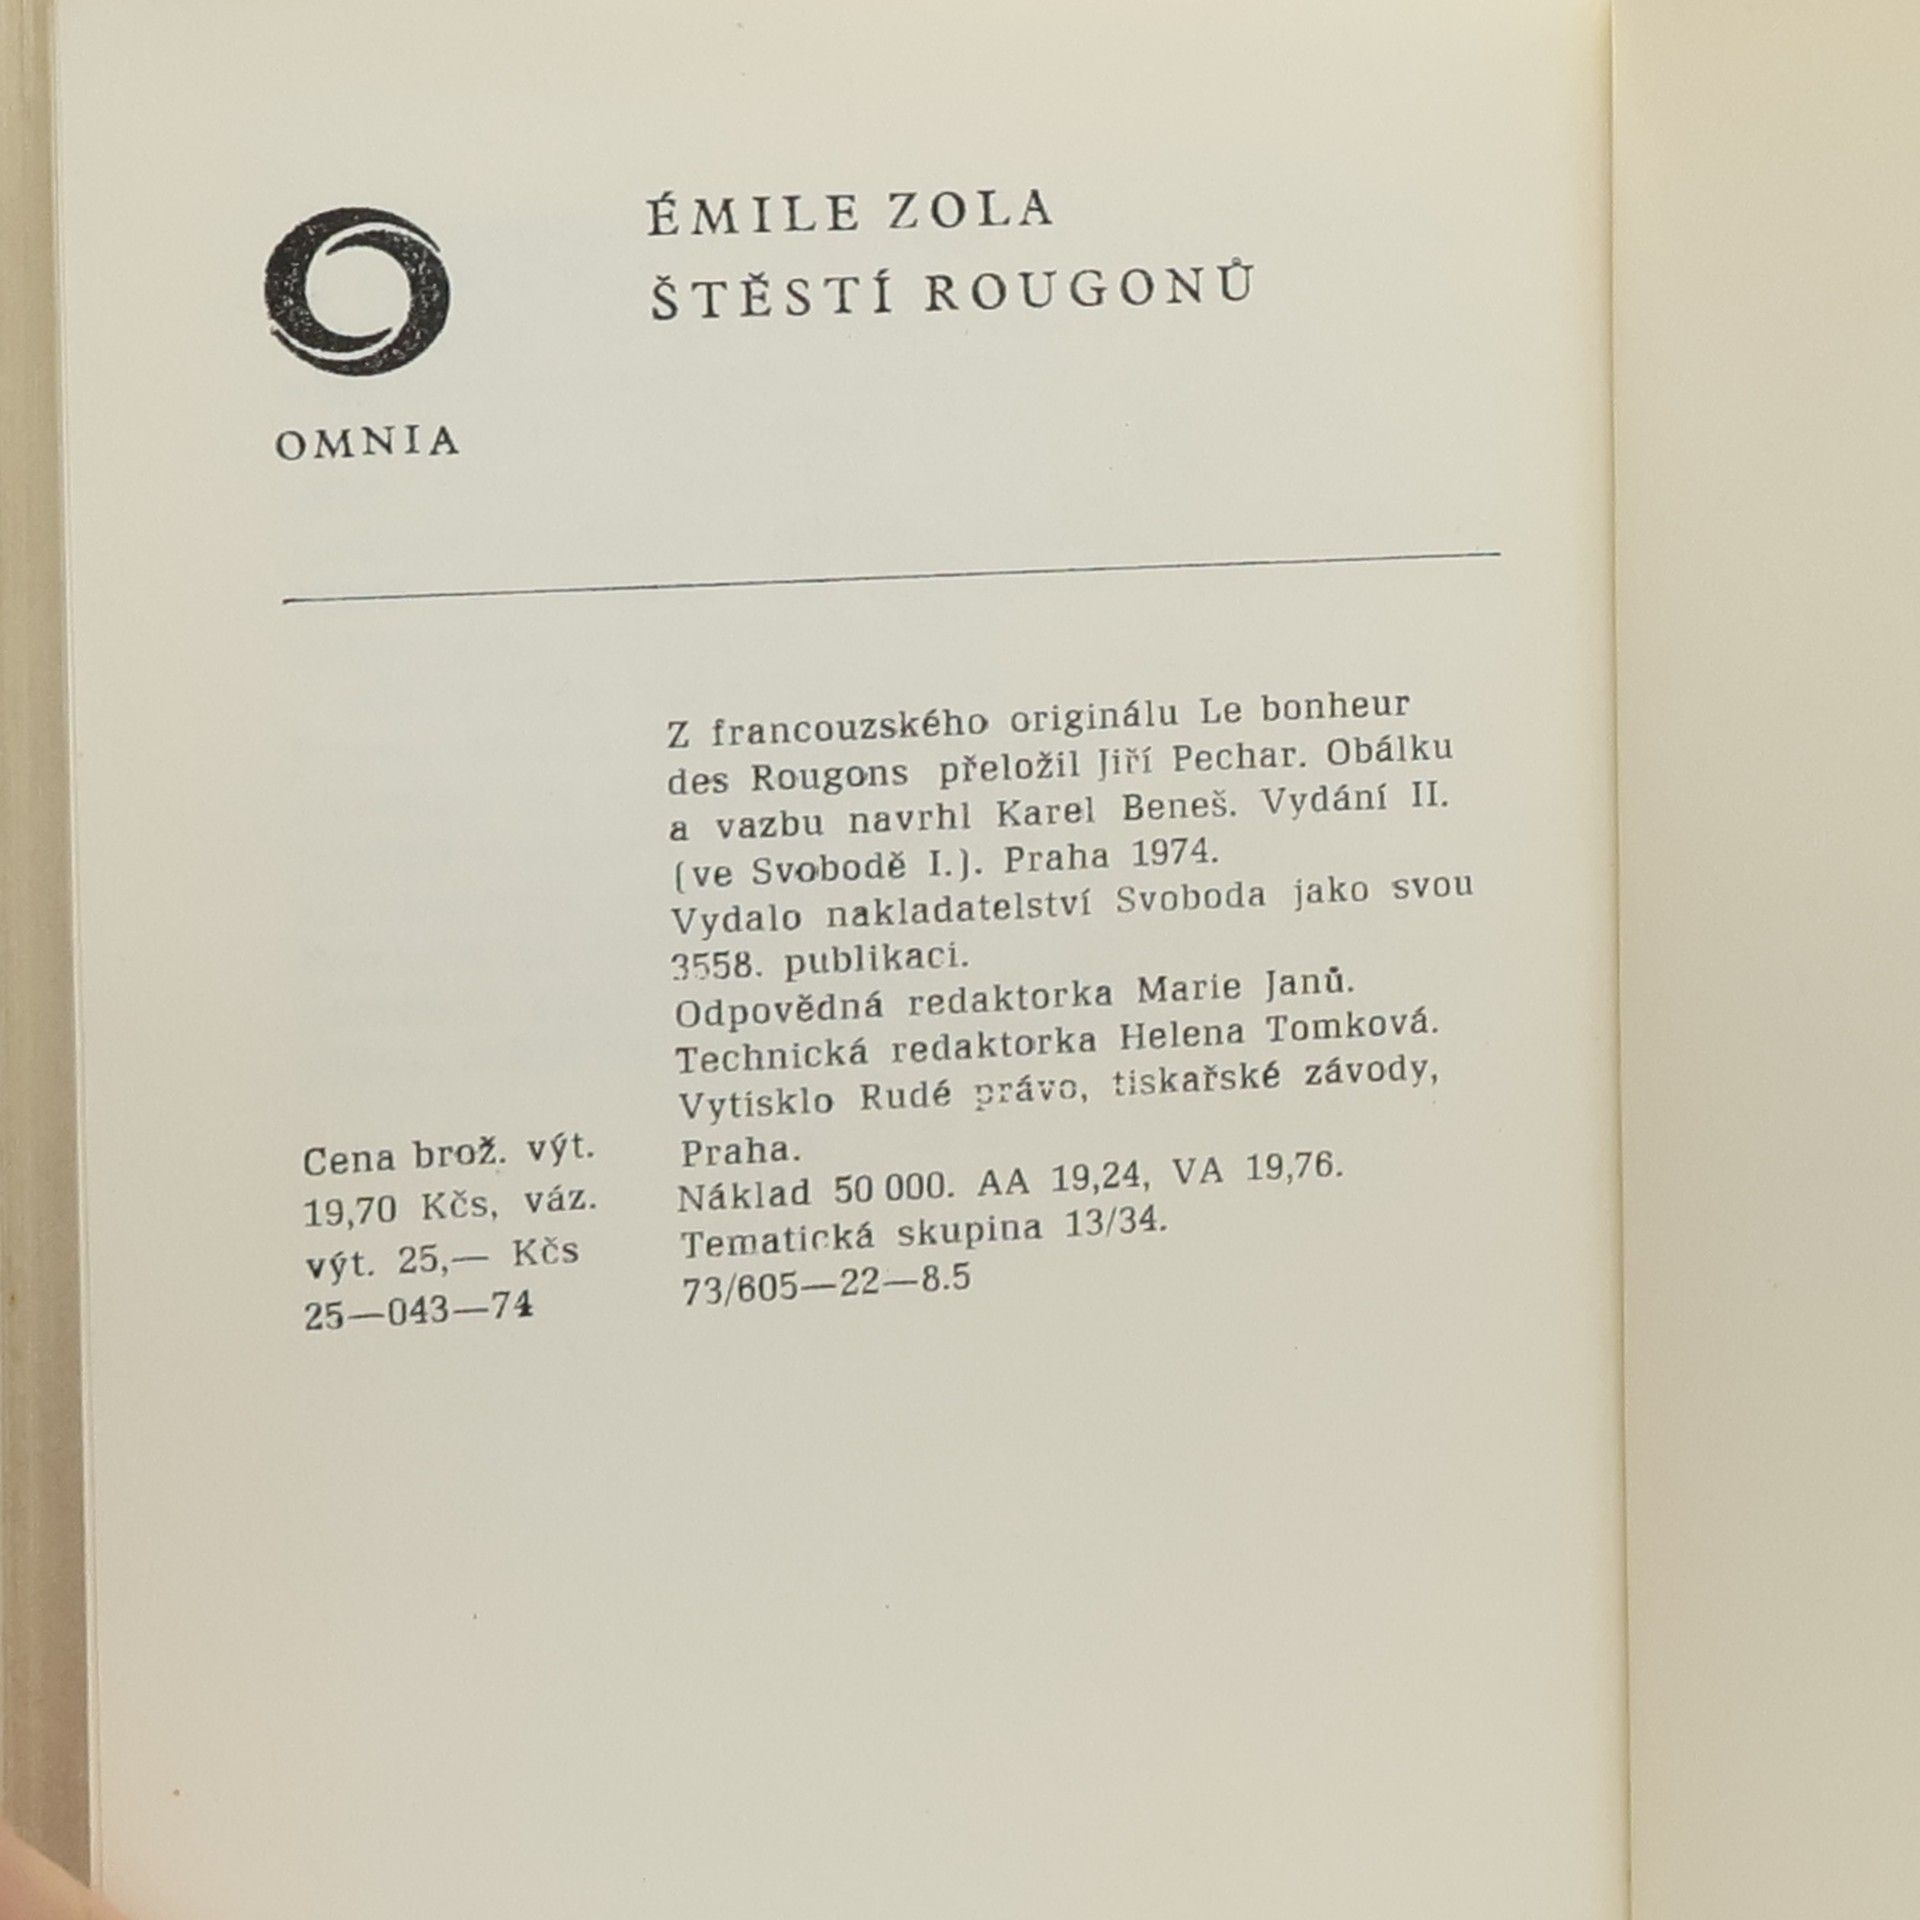 ÉMILE ZOLA
ŠTĚSTÍ ROUGONŮ
OMNIA
Z francouzského originálu Le bonheur
des Rougons přeložil Jiří Pechar. Obálku
a vazbu navrhl Karel Beneš. Vydání II.
(ve Svobodě I.). Praha 1974.
Vydalo nakladatelství Svoboda jako svou
3558. publikaci.
Odpovědná redaktorka Marie Janů.
Technická redaktorka Helena Tomková.
Vytisklo Rudé právo, tiskařské závody,
Praha.
Náklad 50 000. AA 19,24, VA 19,76.
Tematická skupina 13/34.
73/605—22—8.5
Cena brož. výt.
19,70 Kčs, váz.
výt. 25,— Kčs
25—043—74